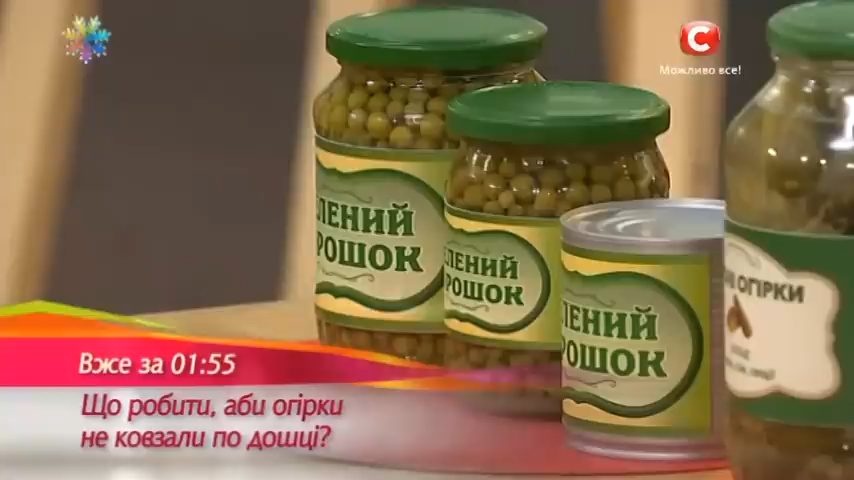 С
Можливо все!
ЛЕНИЙ
РОШОК
ЛЕНИЙ
РОШОК
ЛЕНИЙ
РОШОК
ОГІРКИ
Вже за 01:55
Що робити, аби огірки
не ковзали по дошці?